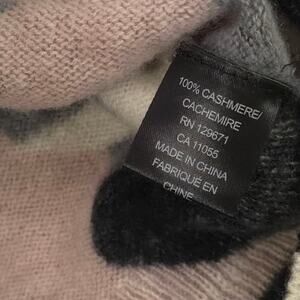 100% CASHMERE/
CACHEMIRE
RN 129671
CA 11055
MADE IN CHINA
FABRIQUÉ EN
CHINE